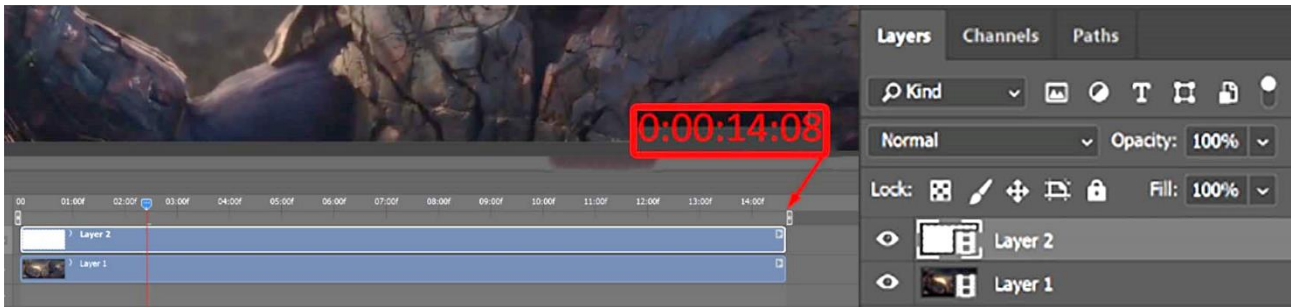 Layers Channels Paths
Kind
0:00:14:08
Normal Opacity: 100%
Lock: Fill: 100%
00 01:00f 02:00f 03:00f 04:00f 05:00f 06:00f 07:00f 08:00f 09:00f 10:00f 11:00f 12:00f 13:00f 14:00f
Layer 2
Layer 1
Layer 2
Layer 1